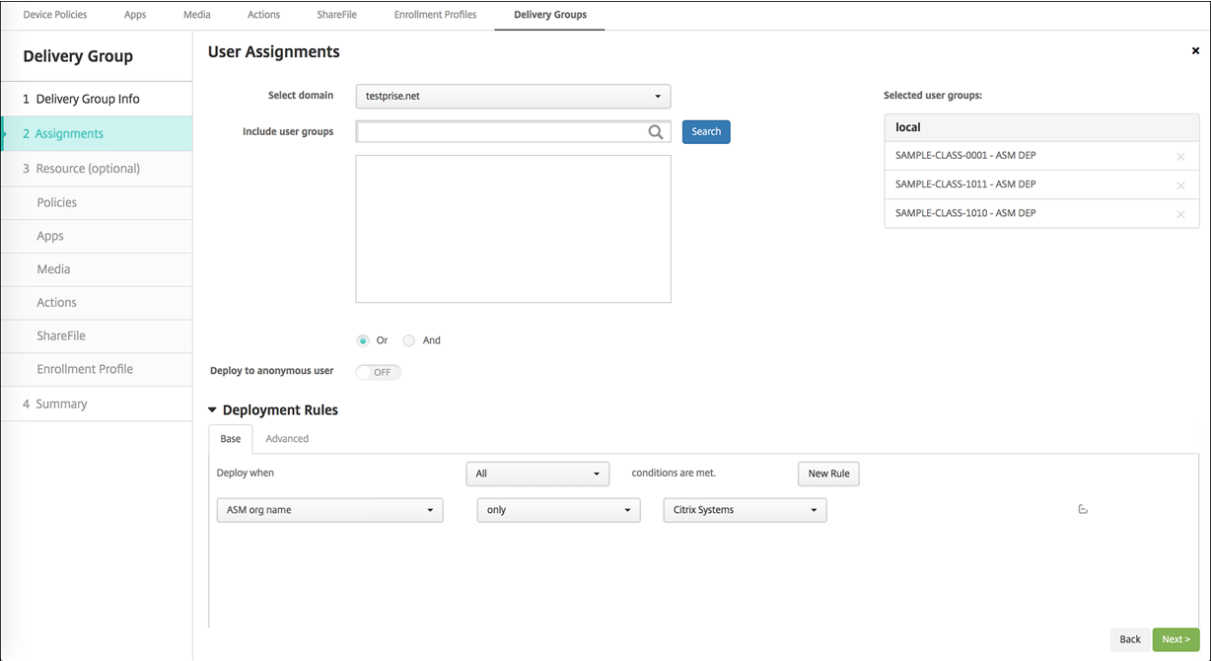 Device Policies Apps Media Actions ShareFile Enrollment Profiles Delivery Groups
Delivery Group
1 Delivery Group Info
2 Assignments
3 Resource (optional)
Policies
Apps
Media
Actions
ShareFile
Enrollment Profile
4 Summary
User Assignments
Select domain testprise.net
Include user groups Search
Or And
Deploy to anonymous user OFF
Selected user groups:
local
SAMPLE-CLASS-0001 - ASM DEP
SAMPLE-CLASS-1011 - ASM DEP
SAMPLE-CLASS-1010 - ASM DEP
Deployment Rules
Base Advanced
Deploy when All conditions are met. New Rule
ASM org name only Citrix Systems
Back Next >